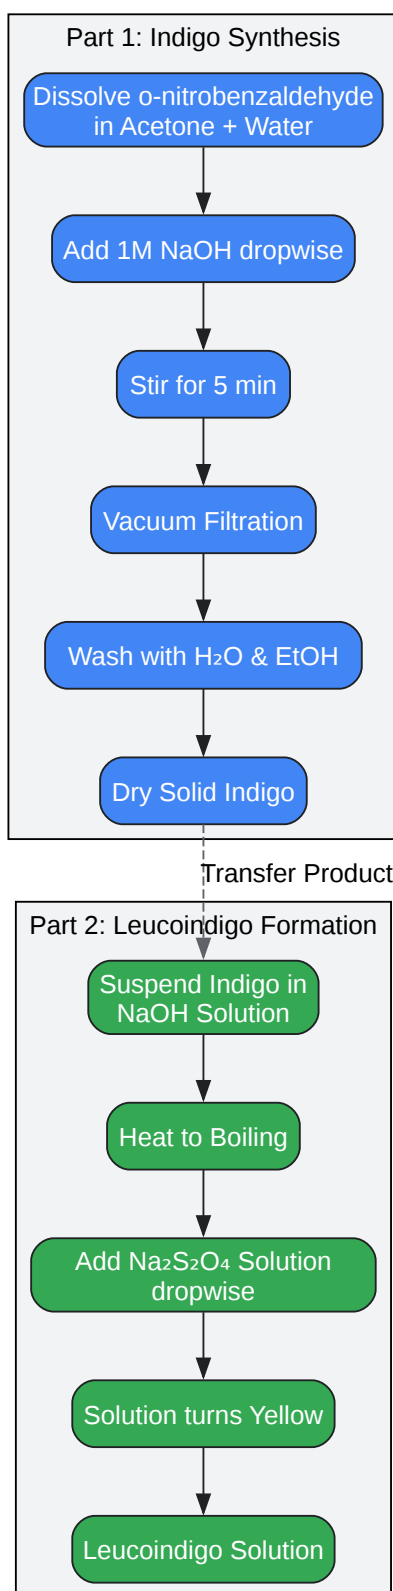 Part 1: Indigo Synthesis
Dissolve o-nitrobenzaldehyde
in Acetone + Water
Add 1M NaOH dropwise
Stir for 5 min
Vacuum Filtration
Wash with H₂O & EtOH
Dry Solid Indigo
Transfer Product
Part 2: Leucoindigo Formation
Suspend Indigo in
NaOH Solution
Heat to Boiling
Add Na₂S₂O₄ Solution
dropwise
Solution turns Yellow
Leucoindigo Solution